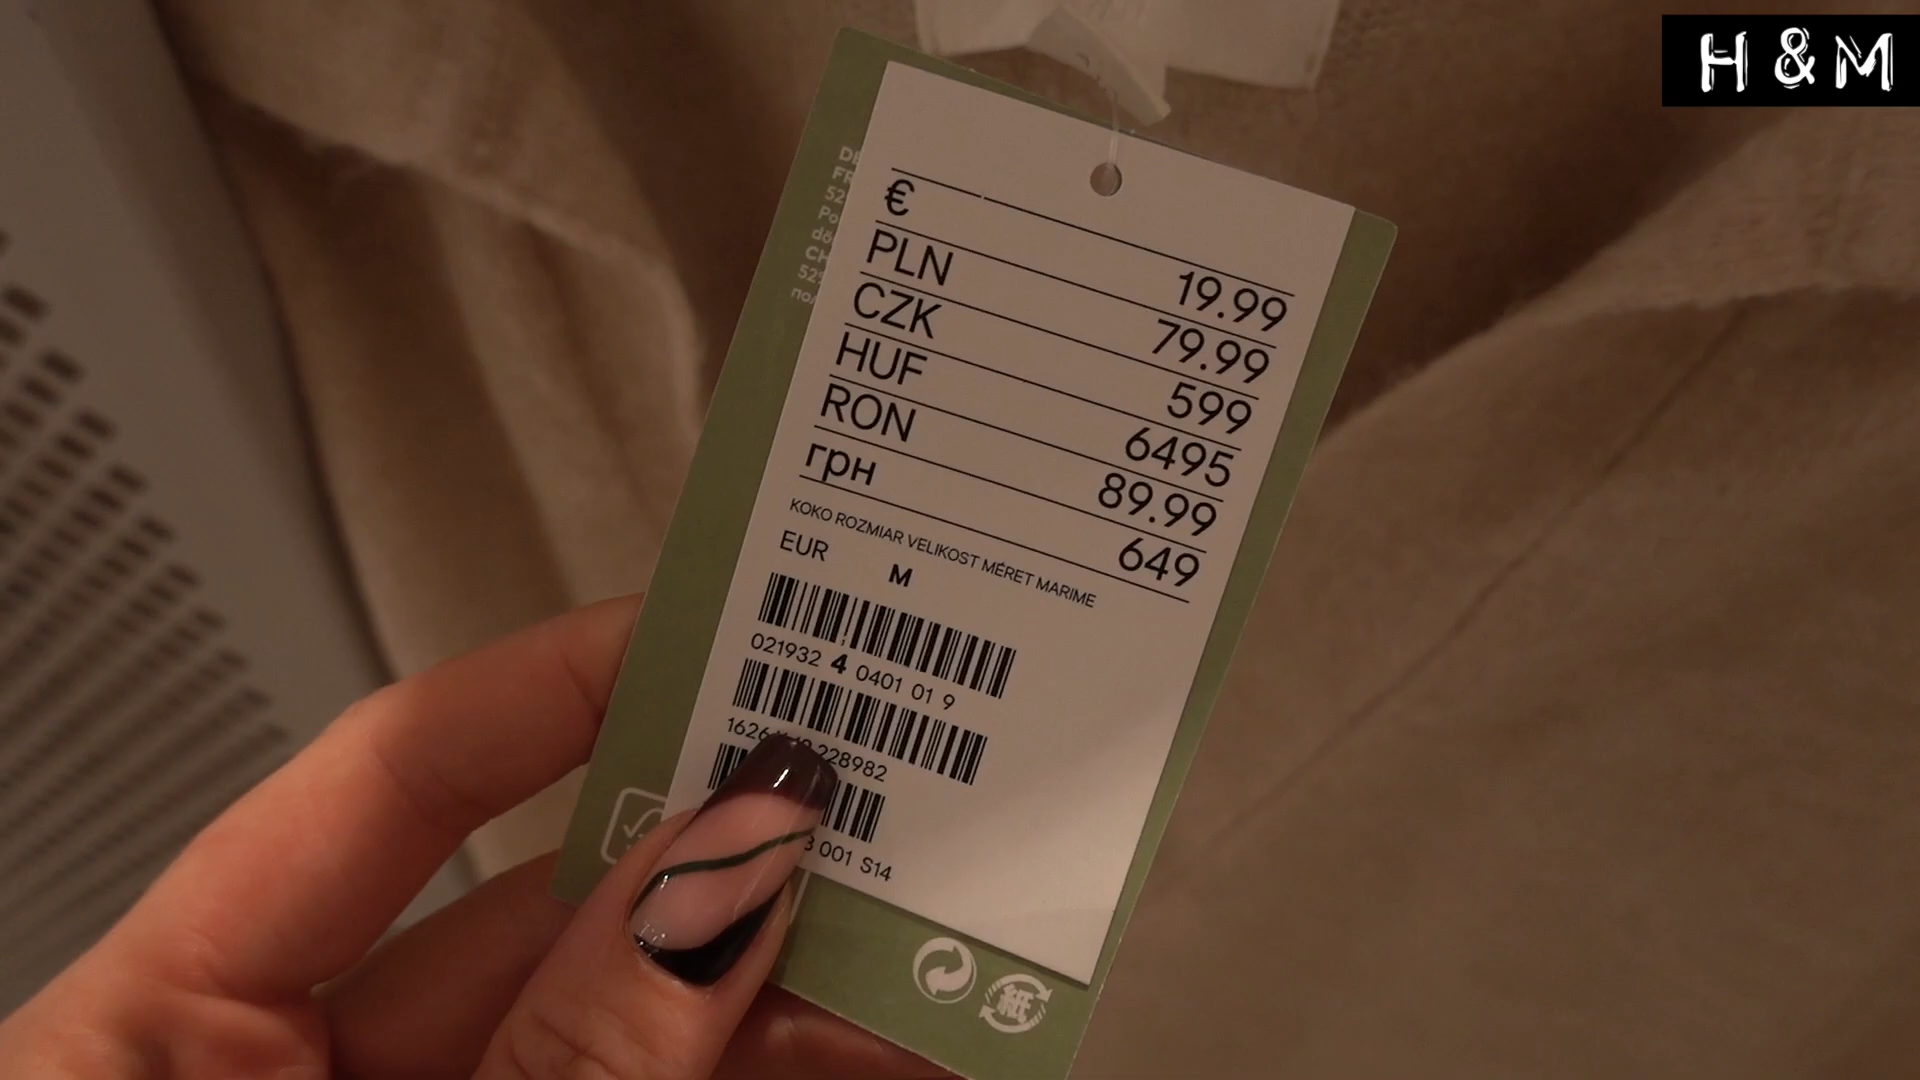 H & M
€ 19.99
PLN 79.99
CZK 599
HUF 6495
RON 89.99
грн 649
KOKO ROZMIAR VELIKOST MÉRET MARIME
EUR M
021932 4 0401 01 9
228982
001 S14
紙